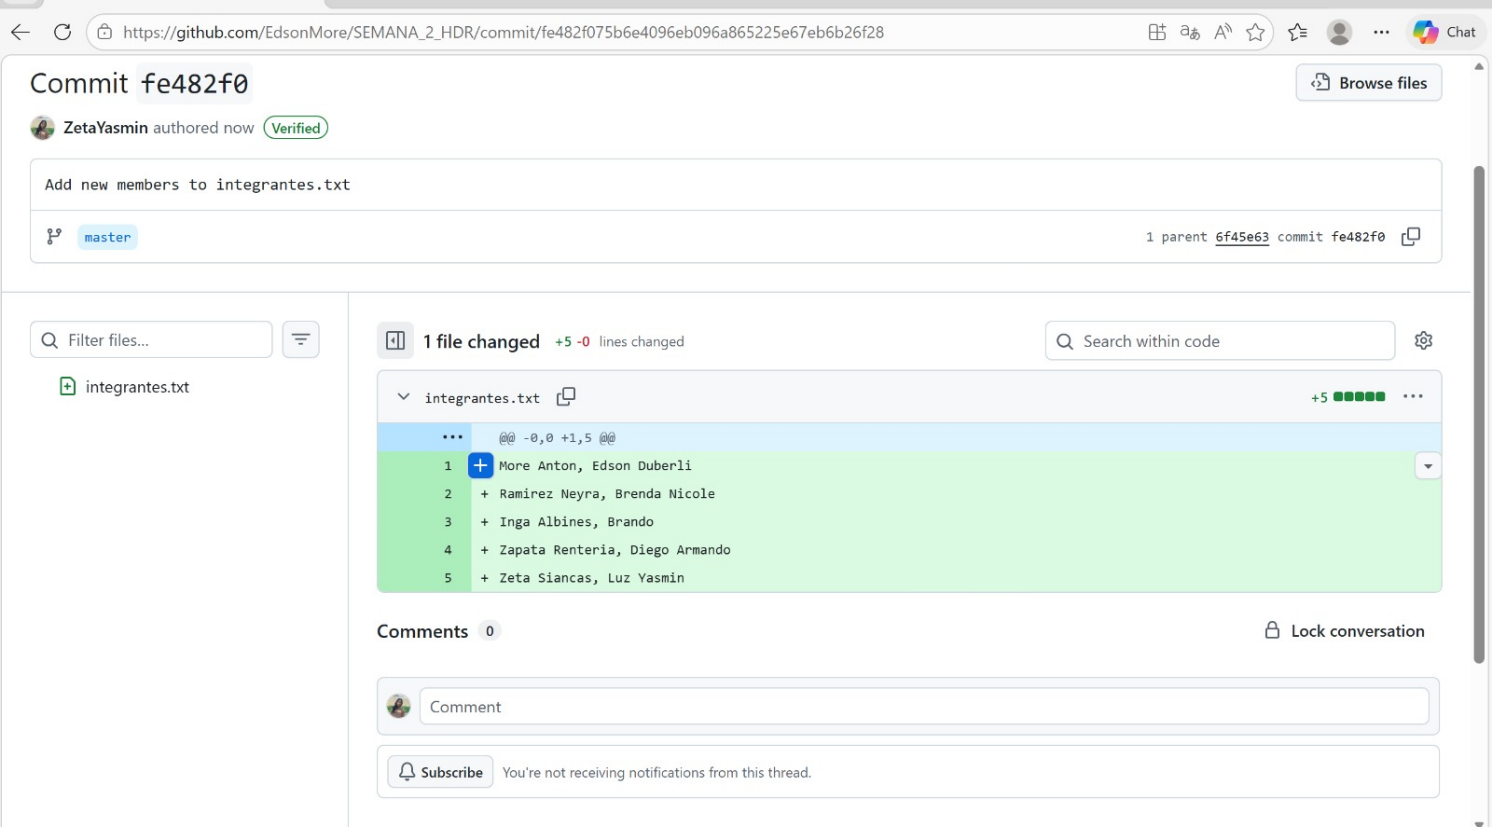 https://github.com/EdsonMore/SEMANA_2_HDR/commit/fe482f075b6e4096eb096a865225e67eb6b26f28
Chat
Commit fe482f0
Browse files
ZetaYasmin authored now Verified
Add new members to integrantes.txt
master
1 parent 6f45e63 commit fe482f0
Filter files...
1 file changed +5 -0 lines changed
Search within code
integrantes.txt
integrantes.txt
+5
@@ -0,0 +1,5 @@
1 + More Anton, Edson Duberli
2 + Ramirez Neyra, Brenda Nicole
3 + Inga Albines, Brando
4 + Zapata Renteria, Diego Armando
5 + Zeta Siancas, Luz Yasmin
Comments 0
Lock conversation
Comment
Subscribe You're not receiving notifications from this thread.